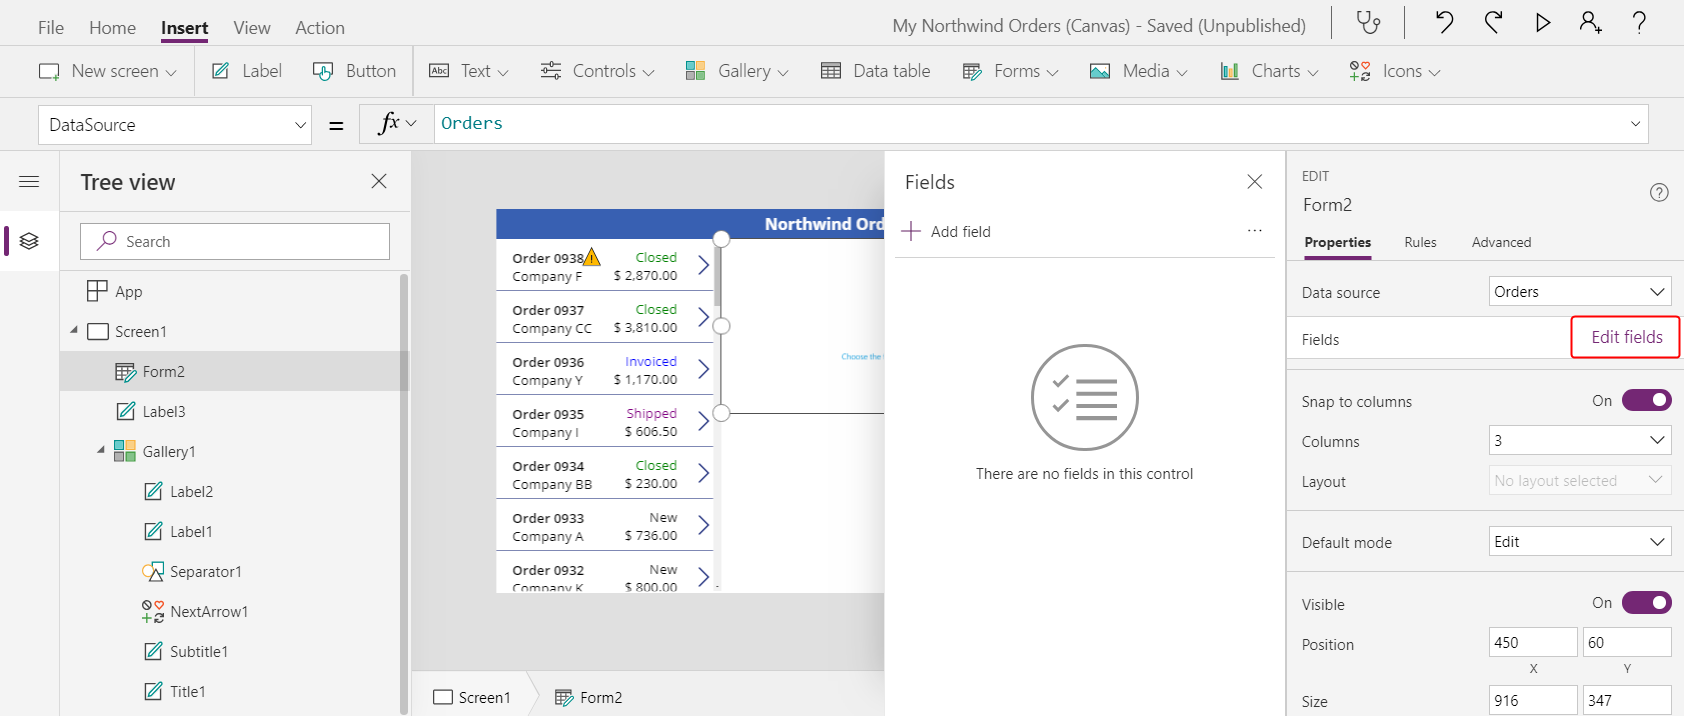 File Home Insert View Action
My Northwind Orders (Canvas) - Saved (Unpublished)
New screen Label Button Abc Text Controls Gallery Data table Forms Media Charts Icons
DataSource = fx Orders
Tree view
Search
App
Screen1
Form2
Label3
Gallery1
Label2
Label1
Separator1
NextArrow1
Subtitle1
Title1
Northwind Ord
Order 0938 Closed
Company F $ 2,870.00
Order 0937 Closed
Company CC $ 3,810.00
Order 0936 Invoiced
Company Y $ 1,170.00
Order 0935 Shipped
Company I $ 606.50
Order 0934 Closed
Company BB $ 230.00
Order 0933 New
Company A $ 736.00
Order 0932 New
Company K $ 800.00
Choose the
Screen1 Form2
Fields
Add field
There are no fields in this control
EDIT
Form2
Properties Rules Advanced
Data source Orders
Fields Edit fields
Snap to columns On
Columns 3
Layout No layout selected
Default mode Edit
Visible On
Position 450 60
X Y
Size 916 347